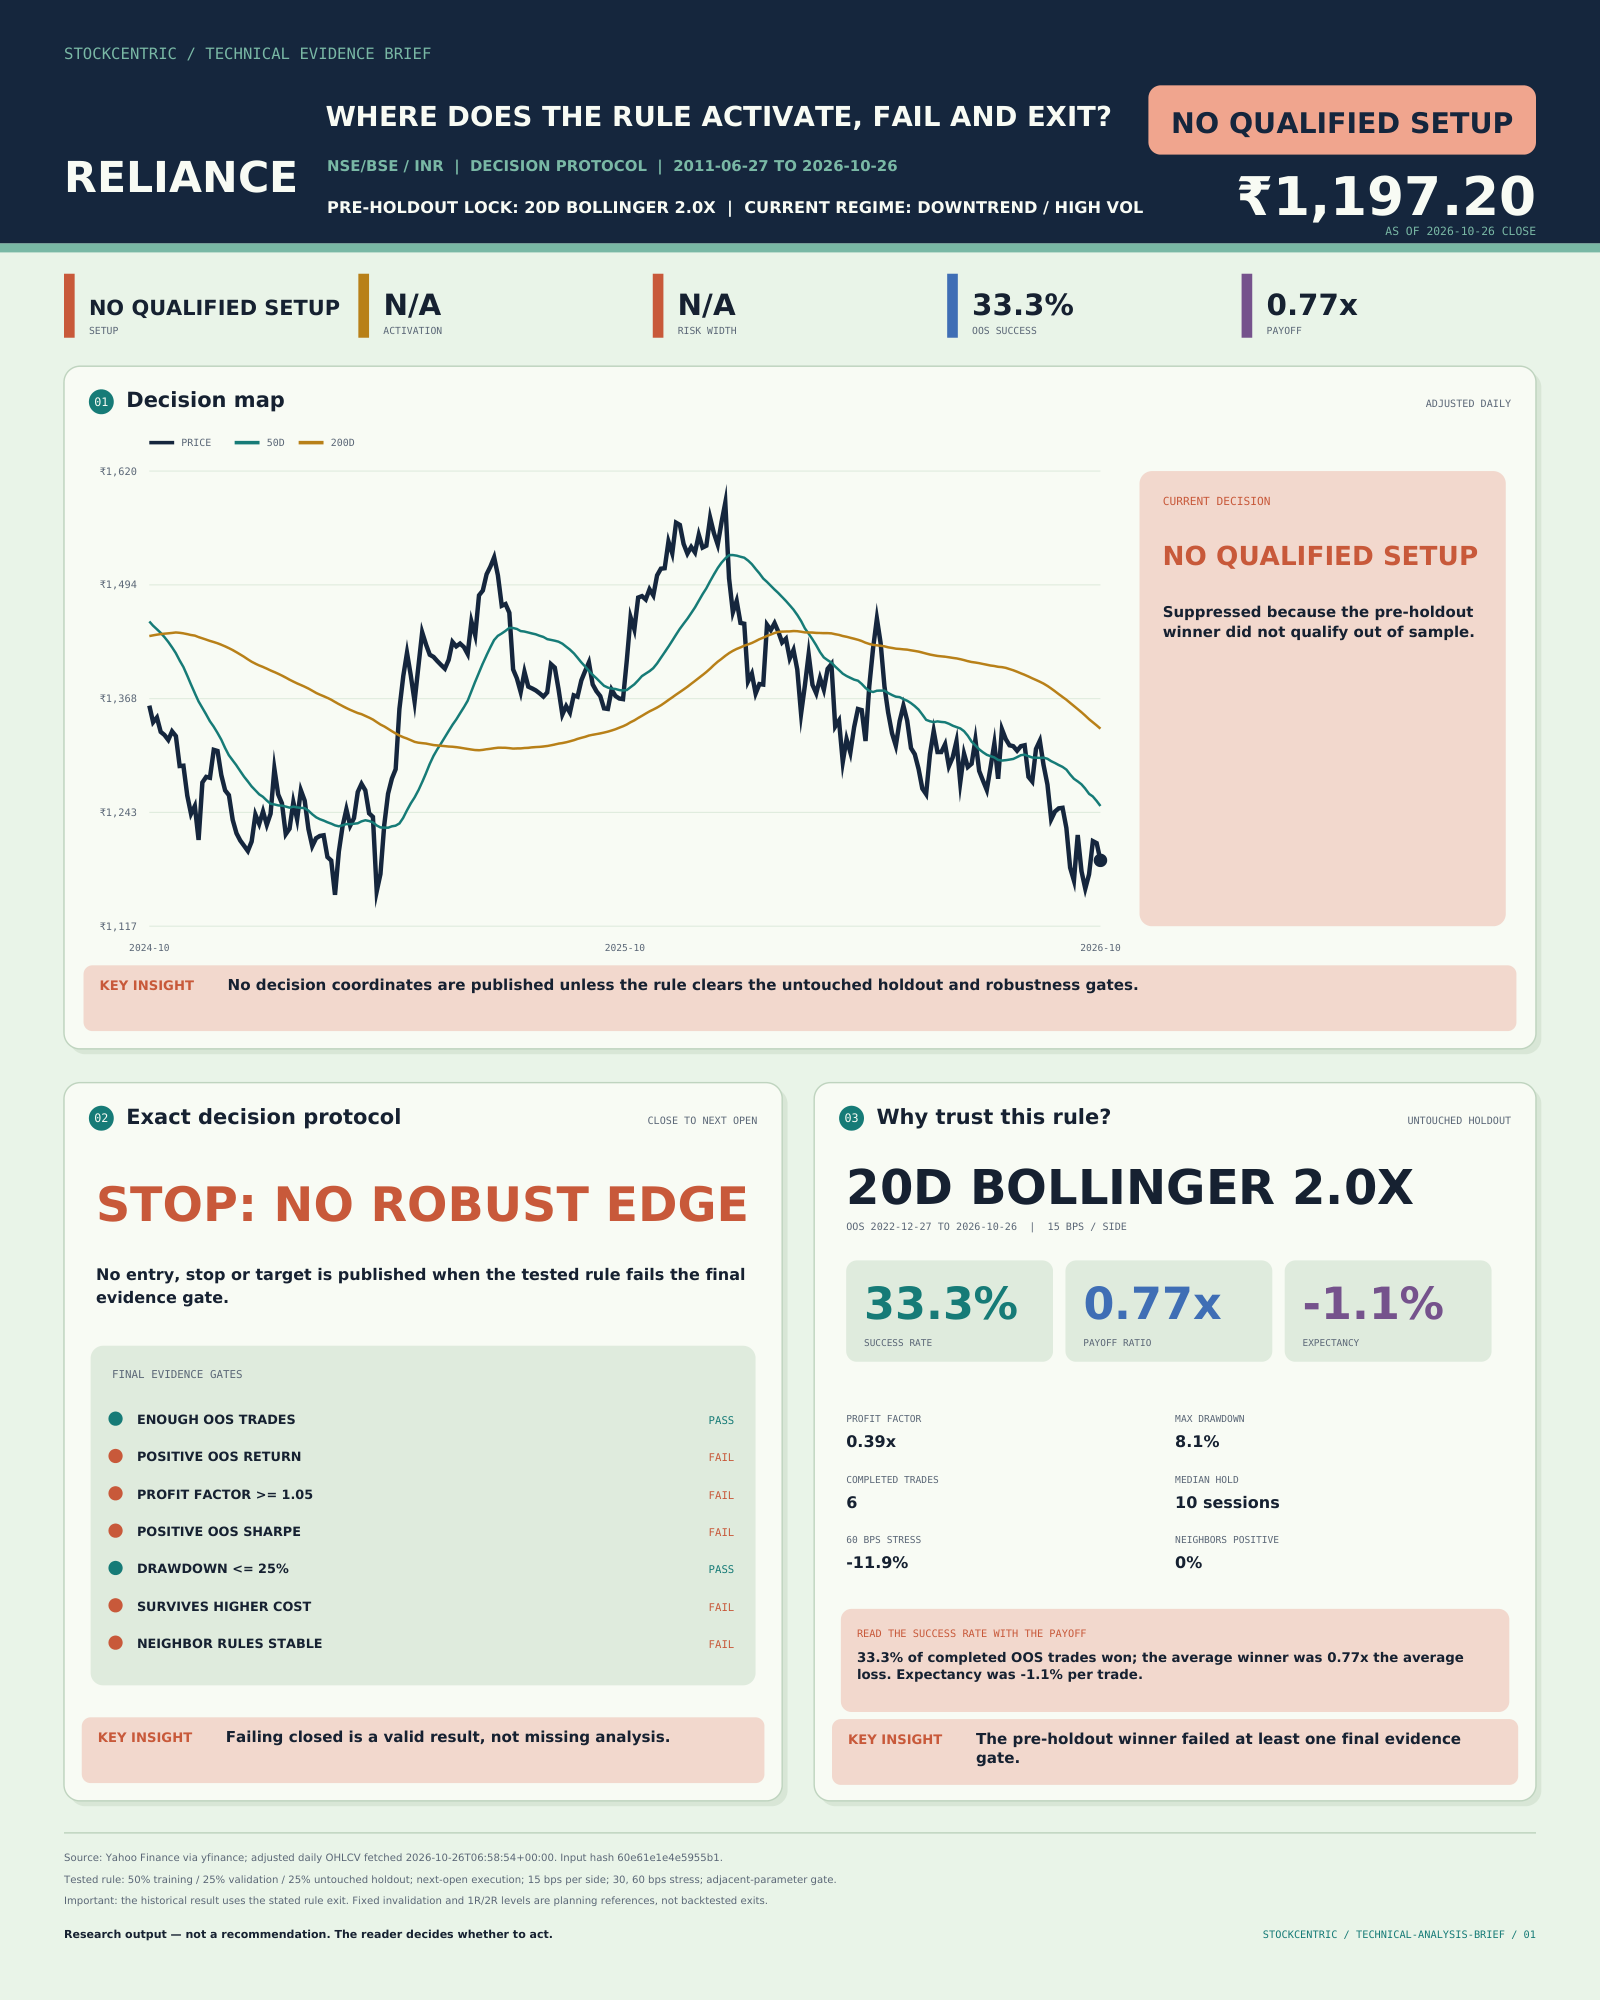 STOCKCENTRIC / TECHNICAL EVIDENCE BRIEF
RELIANCE
WHERE DOES THE RULE ACTIVATE, FAIL AND EXIT?
NSE/BSE / INR | DECISION PROTOCOL | 2011-06-27 TO 2026-10-26
PRE-HOLDOUT LOCK: 20D BOLLINGER 2.0X | CURRENT REGIME: DOWNTREND / HIGH VOL
NO QUALIFIED SETUP
₹1,197.20
AS OF 2026-10-26 CLOSE
NO QUALIFIED SETUP
SETUP
N/A
ACTIVATION
N/A
RISK WIDTH
33.3%
OOS SUCCESS
0.77x
PAYOFF
01 Decision map
ADJUSTED DAILY
PRICE 50D 200D
₹1,620
₹1,494
₹1,368
₹1,243
₹1,117
2024-10 2025-10 2026-10
CURRENT DECISION
NO QUALIFIED SETUP
Suppressed because the pre-holdout
winner did not qualify out of sample.
KEY INSIGHT No decision coordinates are published unless the rule clears the untouched holdout and robustness gates.
02 Exact decision protocol
CLOSE TO NEXT OPEN
STOP: NO ROBUST EDGE
No entry, stop or target is published when the tested rule fails the final
evidence gate.
FINAL EVIDENCE GATES
ENOUGH OOS TRADES PASS
POSITIVE OOS RETURN FAIL
PROFIT FACTOR >= 1.05 FAIL
POSITIVE OOS SHARPE FAIL
DRAWDOWN <= 25% PASS
SURVIVES HIGHER COST FAIL
NEIGHBOR RULES STABLE FAIL
KEY INSIGHT Failing closed is a valid result, not missing analysis.
03 Why trust this rule?
UNTOUCHED HOLDOUT
20D BOLLINGER 2.0X
OOS 2022-12-27 TO 2026-10-26 | 15 BPS / SIDE
33.3%
SUCCESS RATE
0.77x
PAYOFF RATIO
-1.1%
EXPECTANCY
PROFIT FACTOR
0.39x
MAX DRAWDOWN
8.1%
COMPLETED TRADES
6
MEDIAN HOLD
10 sessions
60 BPS STRESS
-11.9%
NEIGHBORS POSITIVE
0%
READ THE SUCCESS RATE WITH THE PAYOFF
33.3% of completed OOS trades won; the average winner was 0.77x the average
loss. Expectancy was -1.1% per trade.
KEY INSIGHT The pre-holdout winner failed at least one final evidence
gate.
Source: Yahoo Finance via yfinance; adjusted daily OHLCV fetched 2026-10-26T06:58:54+00:00. Input hash 60e61e1e4e5955b1.
Tested rule: 50% training / 25% validation / 25% untouched holdout; next-open execution; 15 bps per side; 30, 60 bps stress; adjacent-parameter gate.
Important: the historical result uses the stated rule exit. Fixed invalidation and 1R/2R levels are planning references, not backtested exits.
Research output — not a recommendation. The reader decides whether to act.
STOCKCENTRIC / TECHNICAL-ANALYSIS-BRIEF / 01